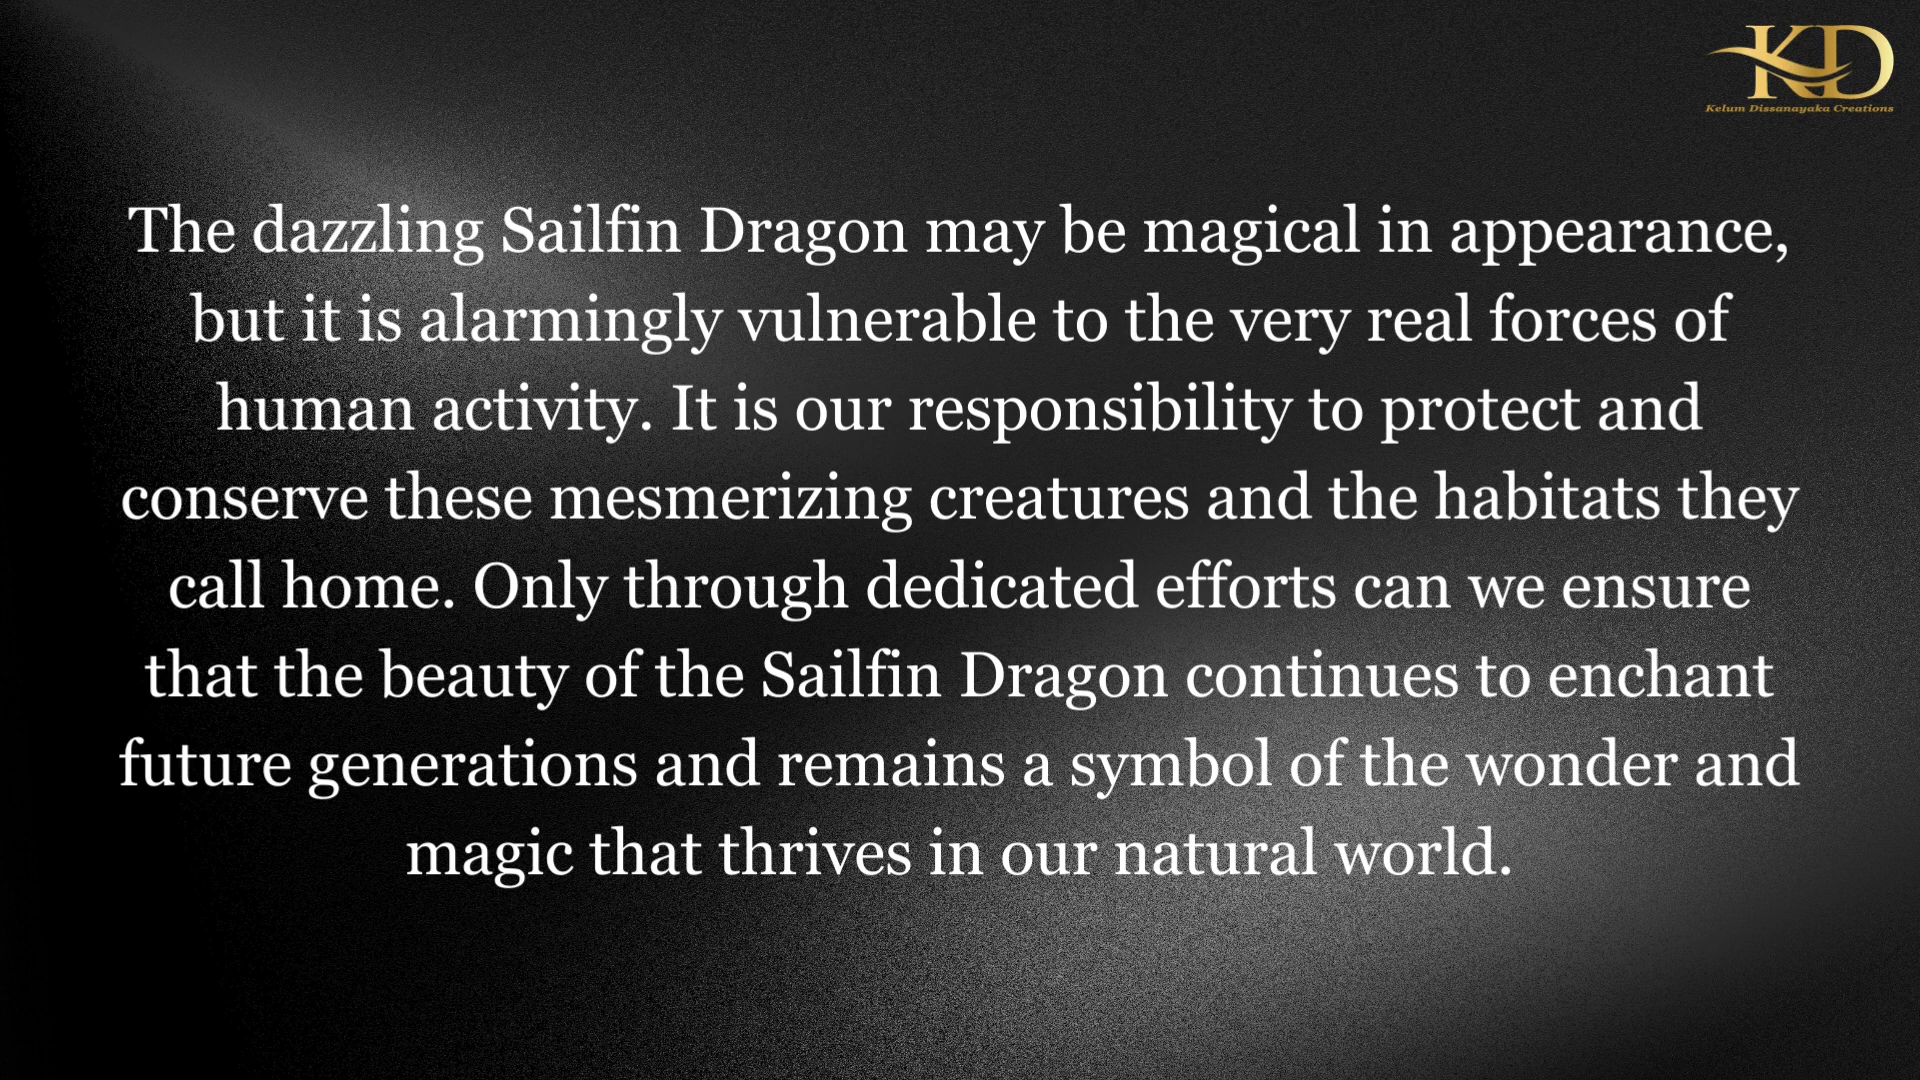 KD
Kelum Dissanayaka Creations
The dazzling Sailfin Dragon may be magical in appearance,
but it is alarmingly vulnerable to the very real forces of
human activity. It is our responsibility to protect and
conserve these mesmerizing creatures and the habitats they
call home. Only through dedicated efforts can we ensure
that the beauty of the Sailfin Dragon continues to enchant
future generations and remains a symbol of the wonder and
magic that thrives in our natural world.